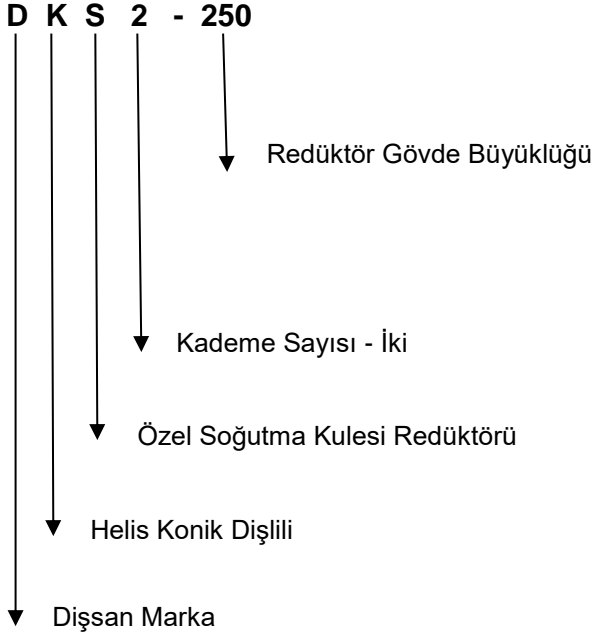 D K S 2 - 250
Redüktör Gövde Büyüklüğü
Kademe Sayısı - İki
Özel Soğutma Kulesi Redüktörü
Helis Konik Dişlili
Dişsan Marka